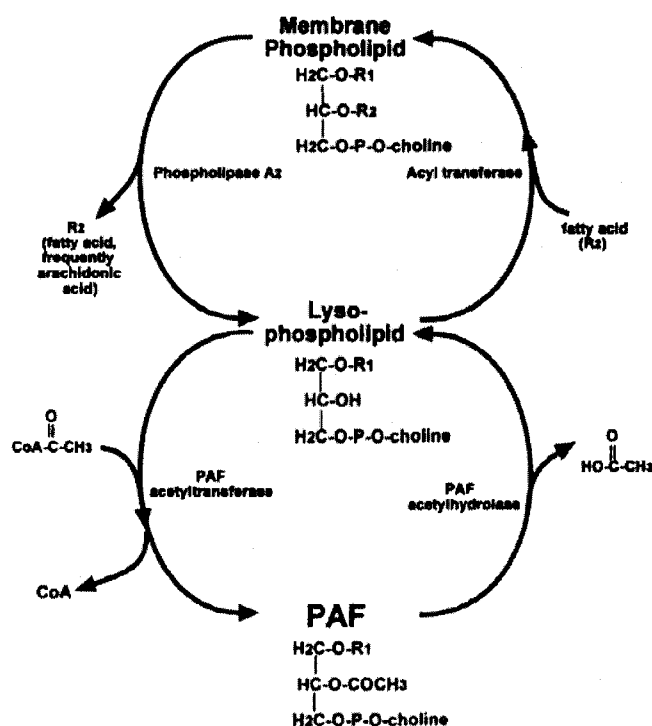 Membrane
Phospholipid
H2C-O-R1
HC-O-R2
H2C-O-P-O-choline
Phospholipase A2
Acyl transferase
R2
(fatty acid,
frequently
arachidonic
acid)
fatty acid
(R2)
Lyso-
phospholipid
H2C-O-R1
HC-OH
H2C-O-P-O-choline
O
CoA-C-CH3
PAF
acetyltransferase
PAF
acetylhydrolase
O
HO-C-CH3
CoA
PAF
H2C-O-R1
HC-O-COCH3
H2C-O-P-O-choline